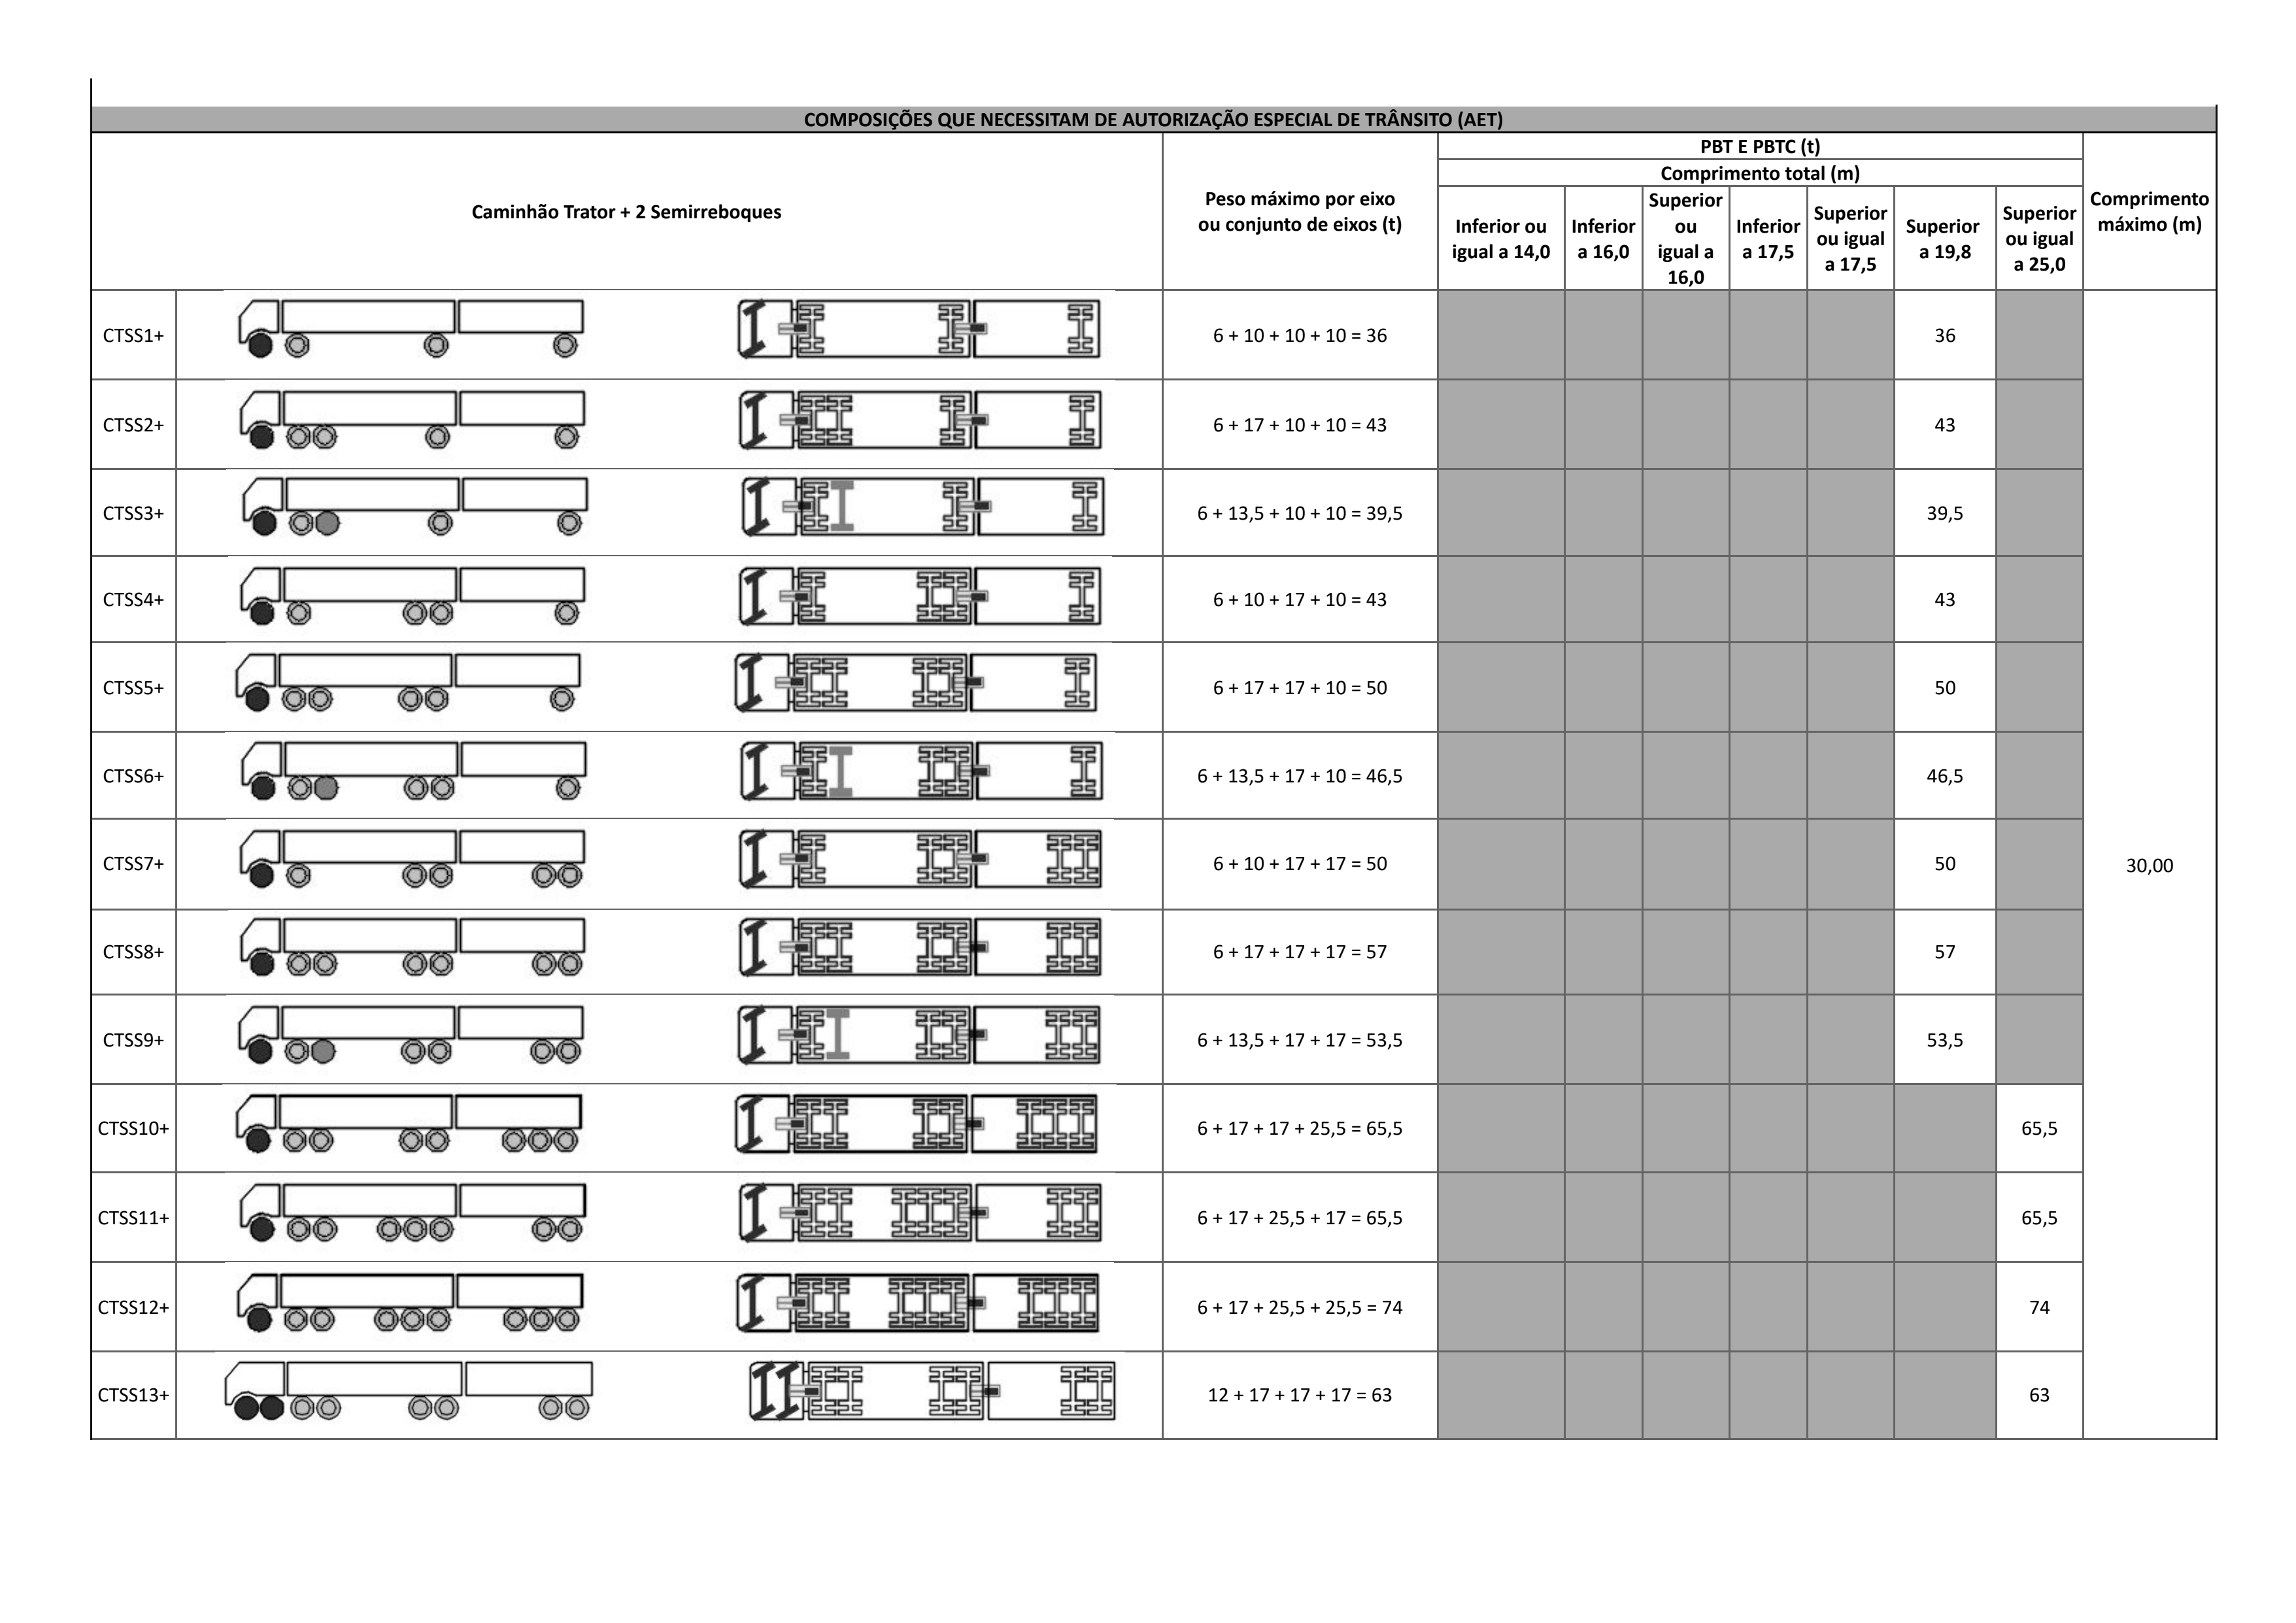 COMPOSIÇÕES QUE NECESSITAM DE AUTORIZAÇÃO ESPECIAL DE TRÂNSITO (AET)
Caminhão Trator + 2 Semirreboques
Peso máximo por eixo
ou conjunto de eixos (t)
PBT E PBTC (t)
Comprimento total (m)
Inferior ou
igual a 14,0
Inferior
a 16,0
Superior
ou
igual a
16,0
Inferior
a 17,5
Superior
ou igual
a 17,5
Superior
a 19,8
Superior
ou igual
a 25,0
Comprimento
máximo (m)
CTSS1+ 6 + 10 + 10 + 10 = 36 36
CTSS2+ 6 + 17 + 10 + 10 = 43 43
CTSS3+ 6 + 13,5 + 10 + 10 = 39,5 39,5
CTSS4+ 6 + 10 + 17 + 10 = 43 43
CTSS5+ 6 + 17 + 17 + 10 = 50 50
CTSS6+ 6 + 13,5 + 17 + 10 = 46,5 46,5
CTSS7+ 6 + 10 + 17 + 17 = 50 50
30,00
CTSS8+ 6 + 17 + 17 + 17 = 57 57
CTSS9+ 6 + 13,5 + 17 + 17 = 53,5 53,5
CTSS10+ 6 + 17 + 17 + 25,5 = 65,5 65,5
CTSS11+ 6 + 17 + 25,5 + 17 = 65,5 65,5
CTSS12+ 6 + 17 + 25,5 + 25,5 = 74 74
CTSS13+ 12 + 17 + 17 + 17 = 63 63